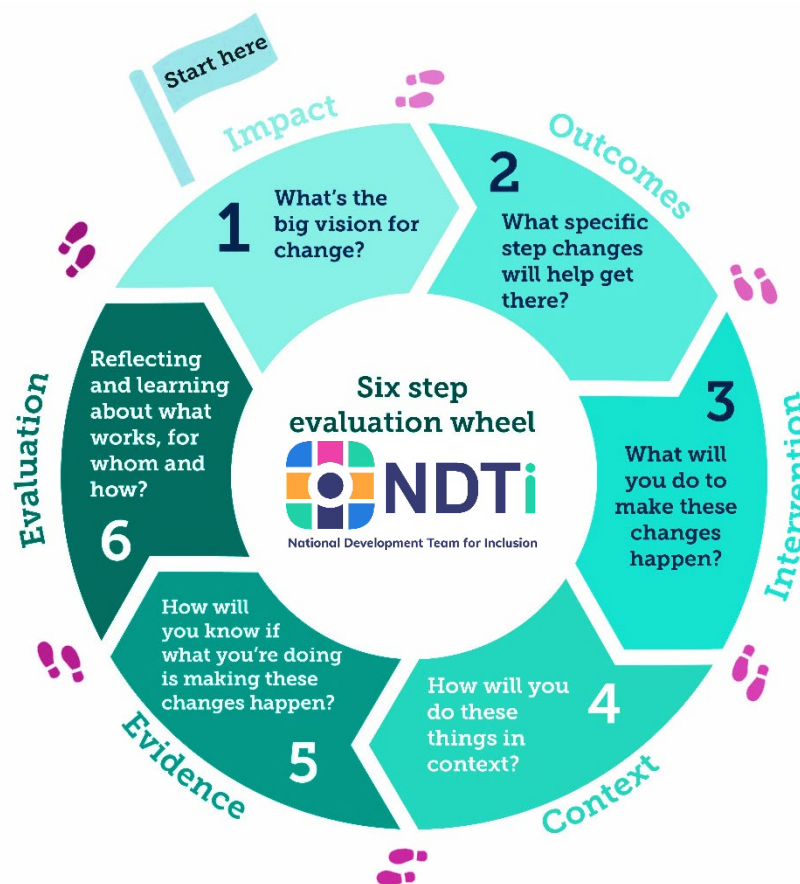 Start here
Impact
1
What's the
big vision for
change?
Outcomes
2
What specific
step changes
will help get
there?
Intervention
3
What will
you do to
make these
changes
happen?
Context
4
How will you
do these
things in
context?
Evidence
5
How will
you know if
what you're doing
is making these
changes happen?
Evaluation
6
Reflecting
and learning
about what
works, for
whom and
how?
Six step
evaluation wheel
NDTi
National Development Team for Inclusion